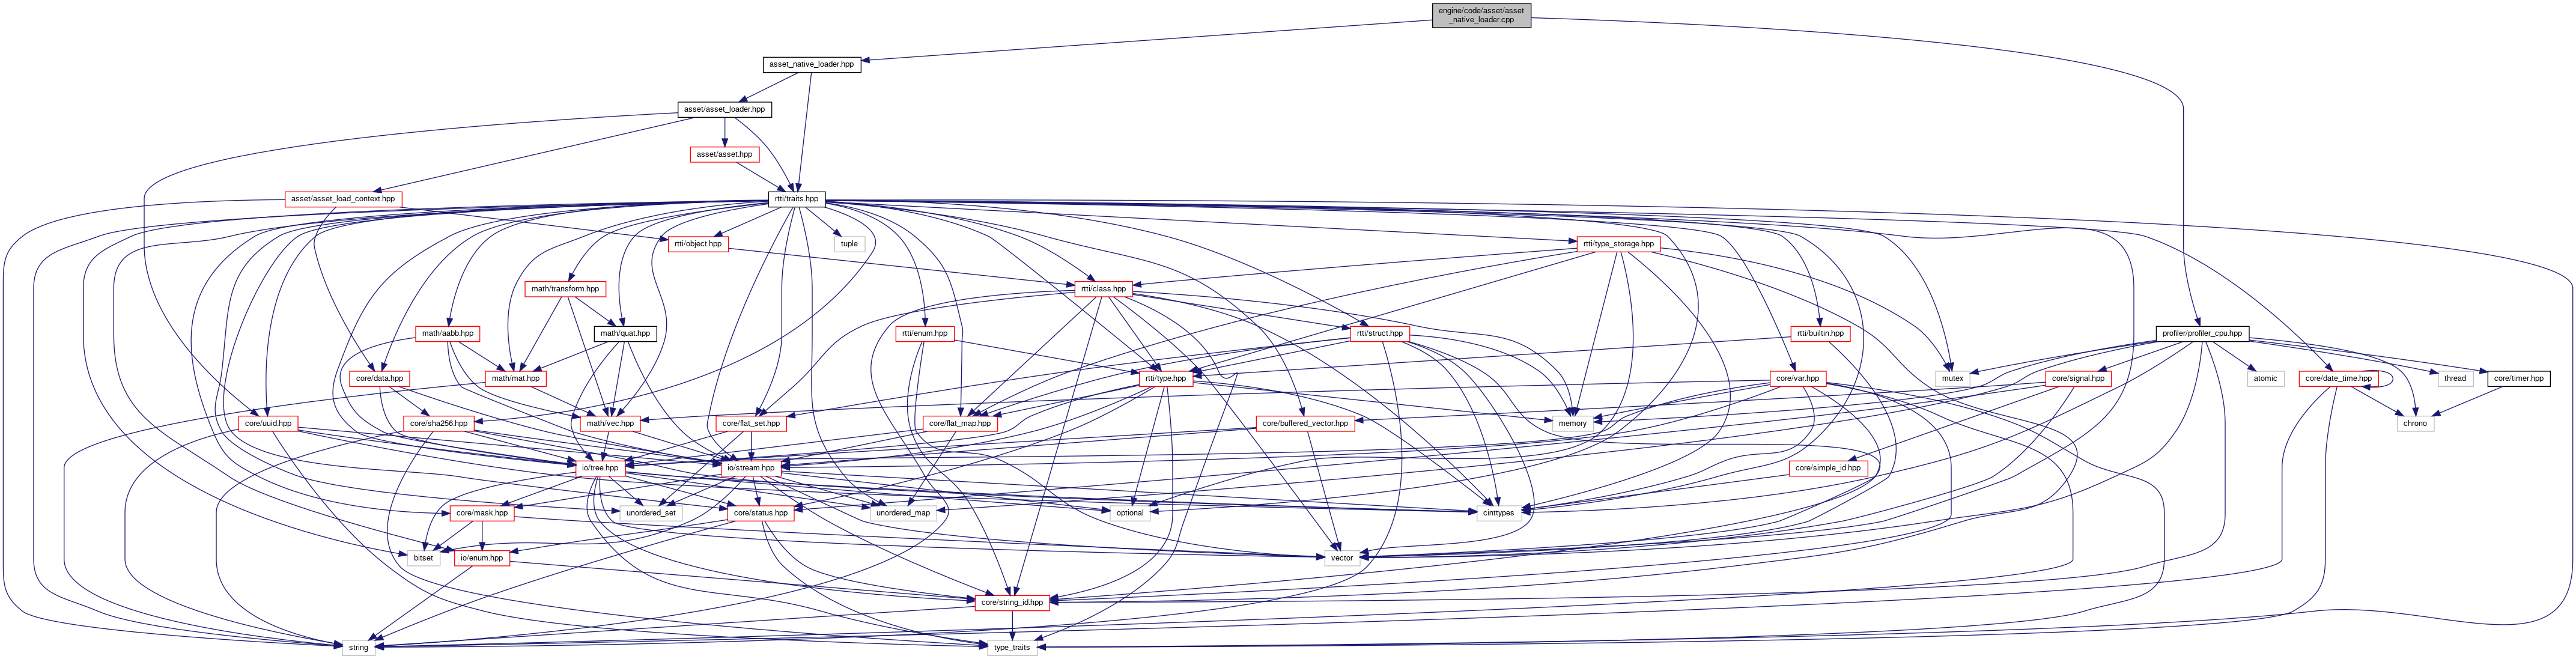 engine/code/asset/asset
_native_loader.cpp
asset_native_loader.hpp
asset/asset_loader.hpp
asset/asset.hpp
asset/asset_load_context.hpp
rtti/traits.hpp
rtti/object.hpp
tuple
rtti/type_storage.hpp
math/transform.hpp
rtti/class.hpp
math/aabb.hpp
math/quat.hpp
rtti/enum.hpp
rtti/struct.hpp
rtti/builtin.hpp
profiler/profiler_cpu.hpp
core/data.hpp
math/mat.hpp
rtti/type.hpp
core/var.hpp
mutex
core/signal.hpp
atomic
core/date_time.hpp
thread
core/timer.hpp
core/uuid.hpp
core/sha256.hpp
math/vec.hpp
core/flat_set.hpp
core/flat_map.hpp
core/buffered_vector.hpp
memory
chrono
io/tree.hpp
io/stream.hpp
core/simple_id.hpp
core/mask.hpp
unordered_set
core/status.hpp
unordered_map
optional
cinttypes
bitset
io/enum.hpp
vector
core/string_id.hpp
string
type_traits